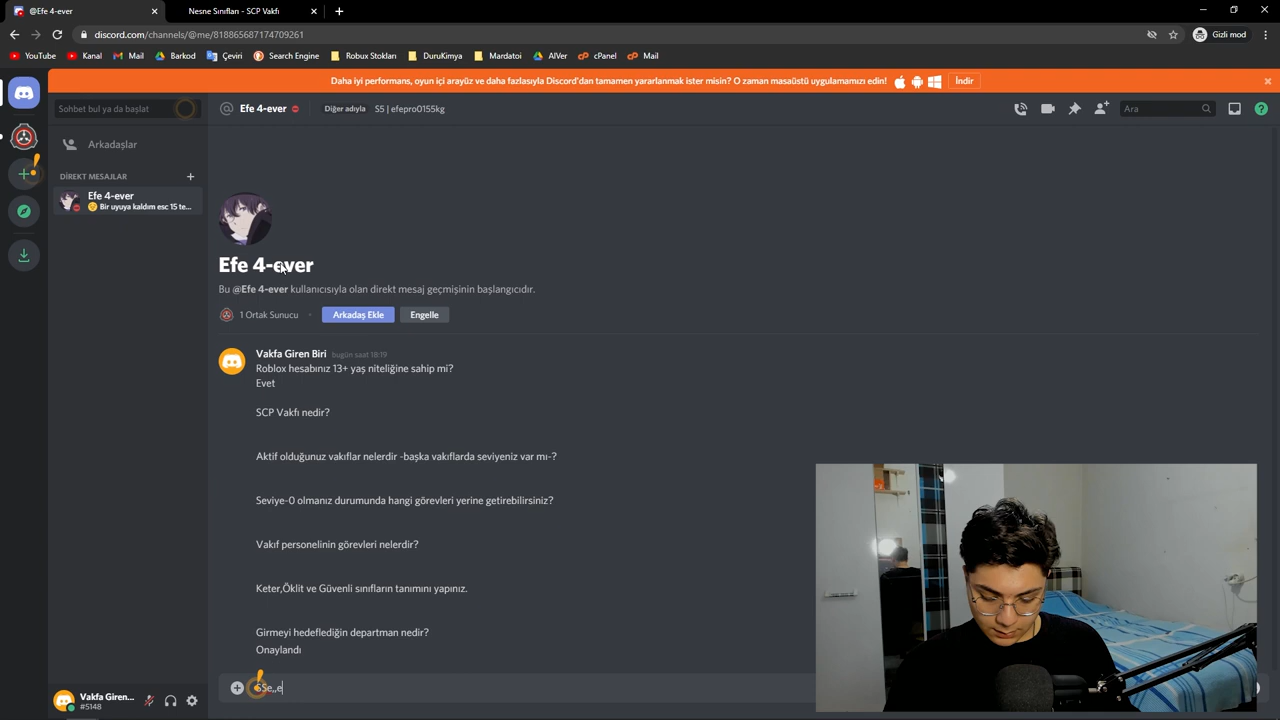 @Efe 4-ever
Nesne Sınıfları - SCP Vakfı
discord.com/channels/@me/818865687174709261
Gizli mod
YouTube
Kanal
Mail
Barkod
Çeviri
Search Engine
Robux Stokları
DuruKimya
Mardatoi
AlVer
cPanel
Mail
Daha iyi performans, oyun içi arayüz ve daha fazlasıyla Discord'dan tamamen yararlanmak ister misin? O zaman masaüstü uygulamamızı edin!
İndir
Sohbet bul ya da başlat
@ Efe 4-ever
Diğer adıyla
S5 | efepro0155kg
Ara
Arkadaşlar
DİREKT MESAJLAR
Efe 4-ever
Bir uyuya kaldım esc 15 te...
Efe 4-ever
Bu @Efe 4-ever kullanıcısıyla olan direkt mesaj geçmişinin başlangıcıdır.
1 Ortak Sunucu
Arkadaş Ekle
Engelle
Vakfa Giren Biri bugün saat 18:19
Roblox hesabınız 13+ yaş niteliğine sahip mi?
Evet
SCP Vakfı nedir?
Aktif olduğunuz vakıflar nelerdir -başka vakıflarda seviyeniz var mı-?
Seviye-0 olmanız durumunda hangi görevleri yerine getirebilirsiniz?
Vakıf personelinin görevleri nelerdir?
Keter,Öklit ve Güvenli sınıfların tanımını yapınız.
Girmeyi hedeflediğin departman nedir?
Onaylandı
Vakfa Giren...
#5148